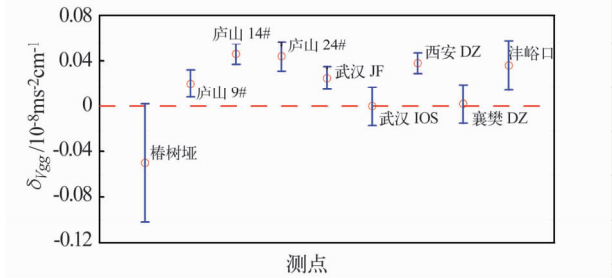 0.08
0.04
0
-0.04
-0.08
-0.12
δVgg/10⁻⁸ms⁻²cm⁻¹
椿树垭
庐山 9#
庐山 14#
庐山 24#
武汉 JF
武汉 IOS
西安 DZ
襄樊 DZ
沣峪口
测点